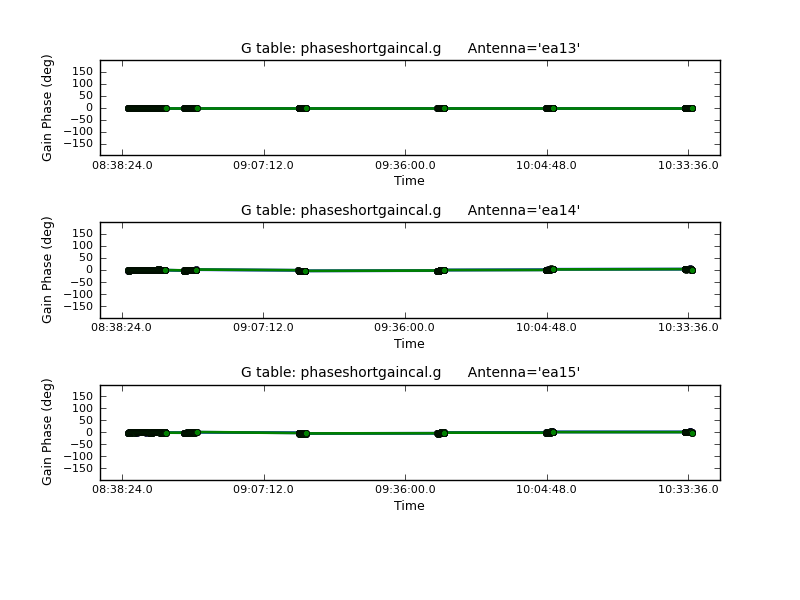 G table: phaseshortgaincal.g Antenna='ea13'
Gain Phase (deg)
150
100
50
0
−50
−100
−150
08:38:24.0 09:07:12.0 09:36:00.0 10:04:48.0 10:33:36.0
Time
G table: phaseshortgaincal.g Antenna='ea14'
Gain Phase (deg)
150
100
50
0
−50
−100
−150
08:38:24.0 09:07:12.0 09:36:00.0 10:04:48.0 10:33:36.0
Time
G table: phaseshortgaincal.g Antenna='ea15'
Gain Phase (deg)
150
100
50
0
−50
−100
−150
08:38:24.0 09:07:12.0 09:36:00.0 10:04:48.0 10:33:36.0
Time